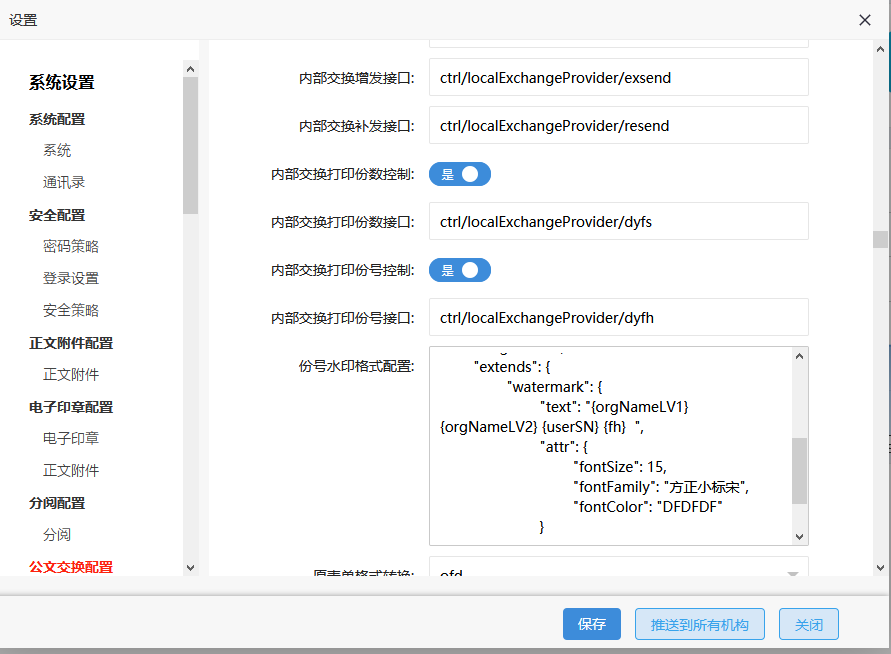 设置
系统设置
系统配置
系统
通讯录
安全配置
密码策略
登录设置
安全策略
正文附件配置
正文附件
电子印章配置
电子印章
正文附件
分阅配置
分阅
公文交换配置
内部交换增发接口: ctrl/localExchangeProvider/exsend
内部交换补发接口: ctrl/localExchangeProvider/resend
内部交换打印份数控制: 是
内部交换打印份数接口: ctrl/localExchangeProvider/dyfs
内部交换打印份号控制: 是
内部交换打印份号接口: ctrl/localExchangeProvider/dyfh
份号水印格式配置:
"extends": {
"watermark": {
"text": "{orgNameLV1}
{orgNameLV2} {userSN} {fh}  ",
"attr": {
"fontSize": 15,
"fontFamily": "方正小标宋",
"fontColor": "DFDFDF"
}
ofd
保存 推送到所有机构 关闭